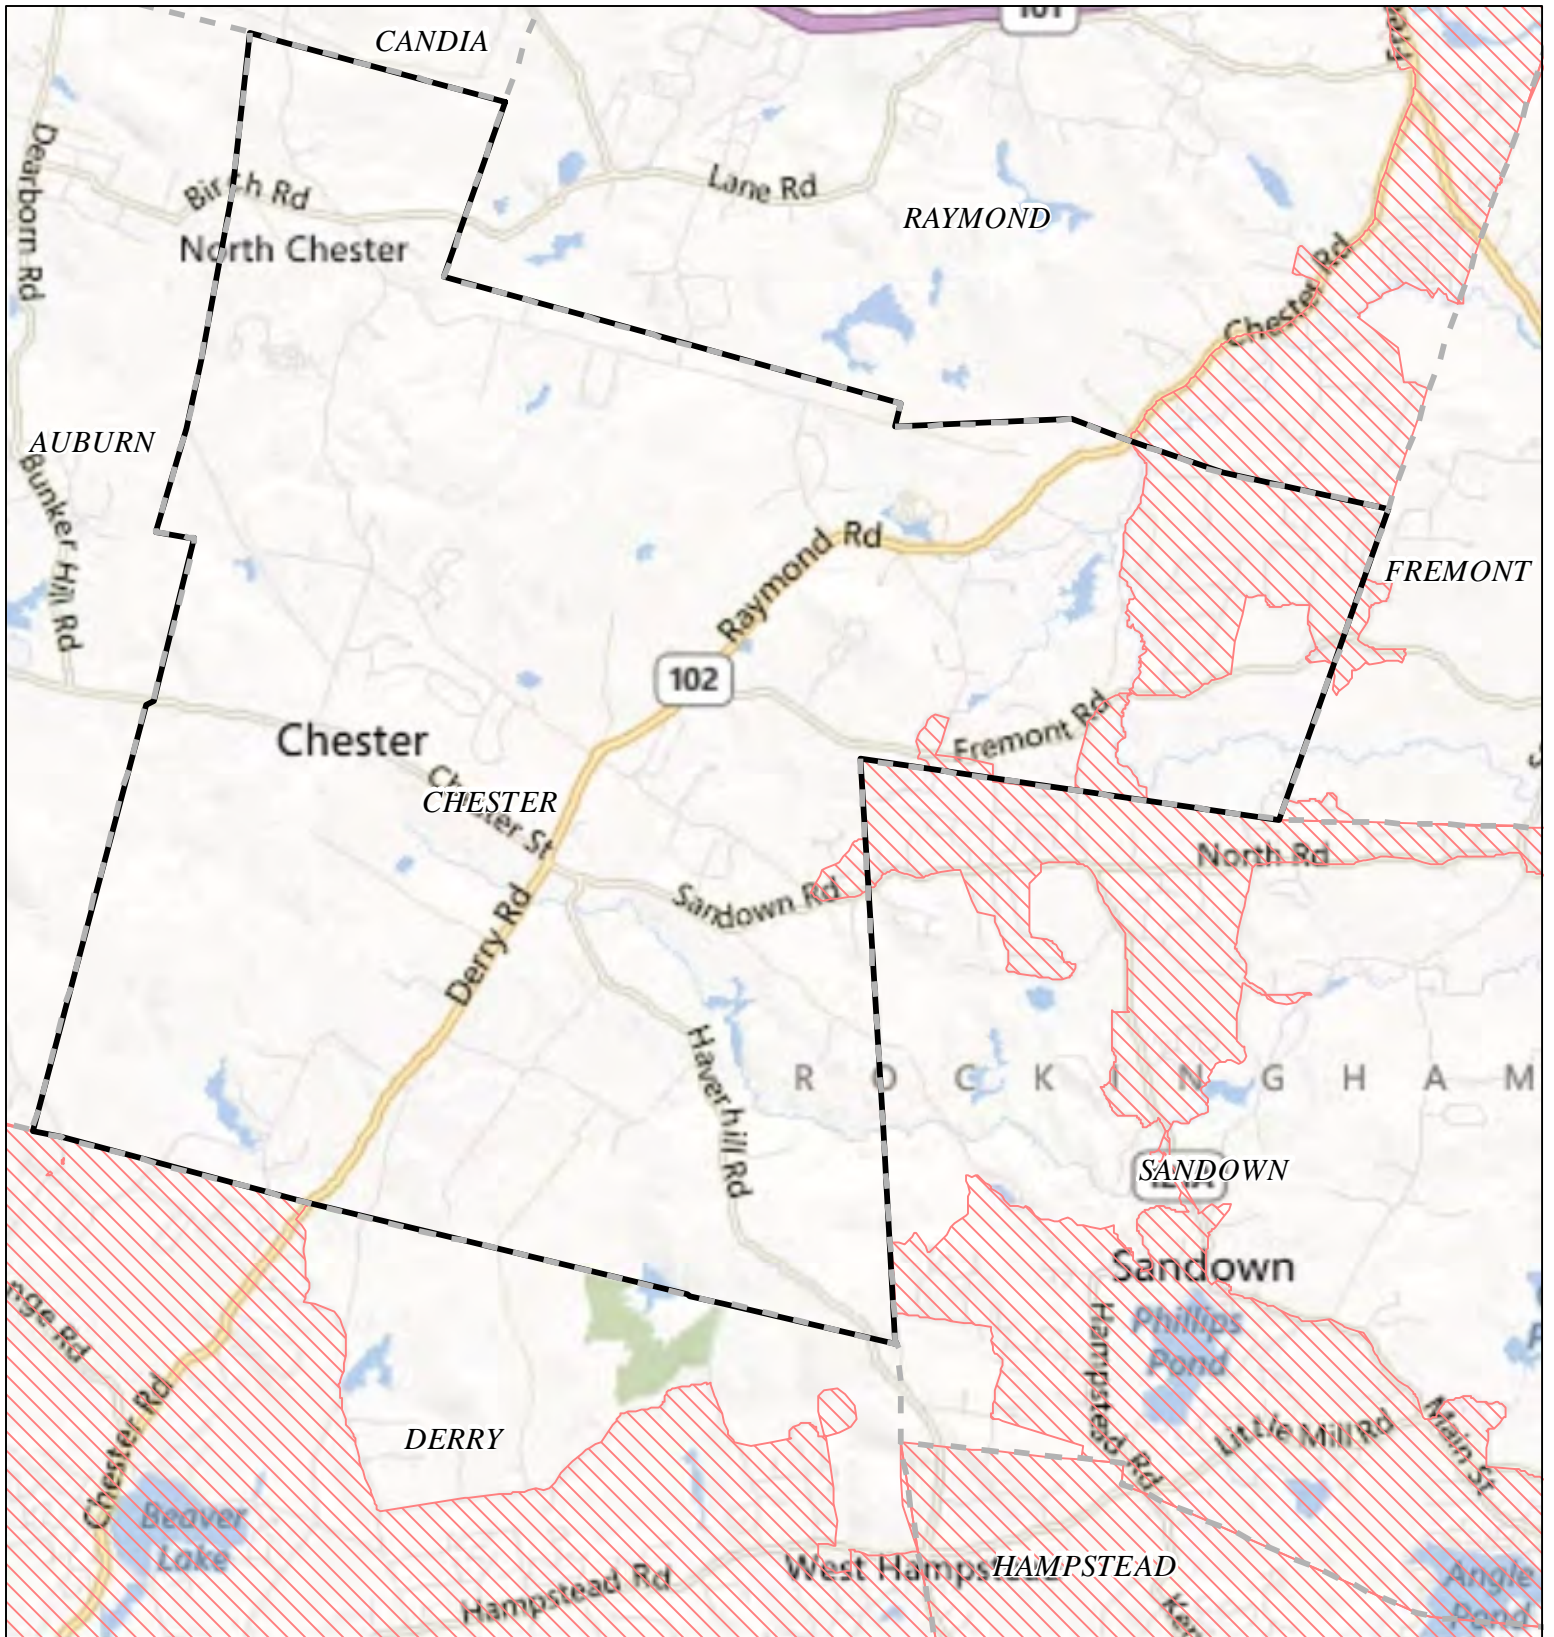 101
CANDIA
Dearborn Rd
Birch Rd
Lane Rd
North Chester
RAYMOND
Chester Rd
AUBURN
Bunker Hill Rd
Raymond Rd
FREMONT
102
Fremont Rd
Chester
Chester St
CHESTER
North Rd
Sandown Rd
Derry Rd
Haverhill Rd
R O C K I N G H A M
SANDOWN
Sandown
Phillips
Pond
Hampstead Rd
Little Mill Rd
Main St
nge Rd
Chester Rd
DERRY
Beaver
Lake
West Hampstead
HAMPSTEAD
Hampstead Rd
Angle
Pond